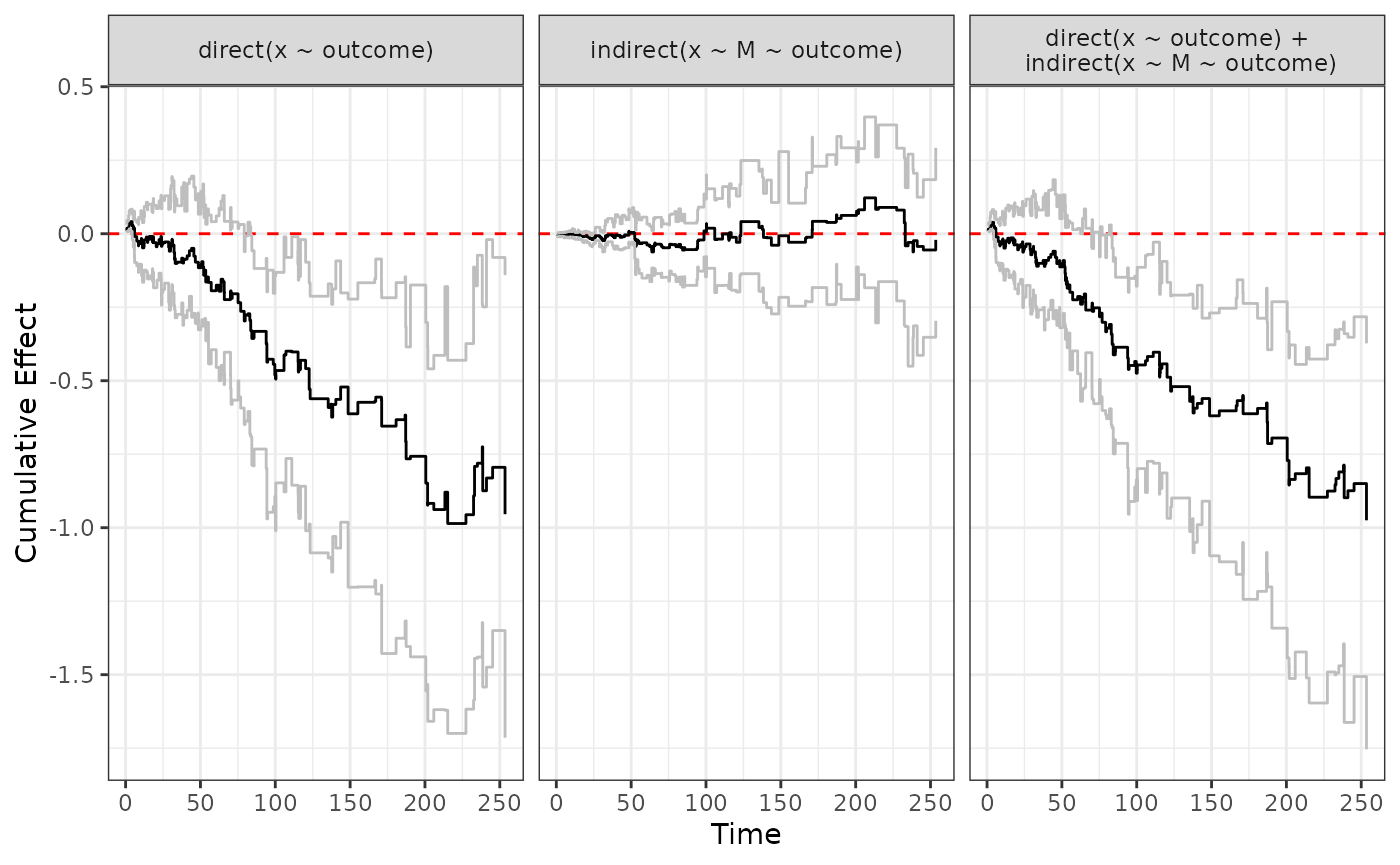 direct(x ~ outcome)
indirect(x ~ M ~ outcome)
direct(x ~ outcome) +
indirect(x ~ M ~ outcome)
Cumulative Effect
0.5
0.0
-0.5
-1.0
-1.5
0 50 100 150 200 250
0 50 100 150 200 250
0 50 100 150 200 250
Time